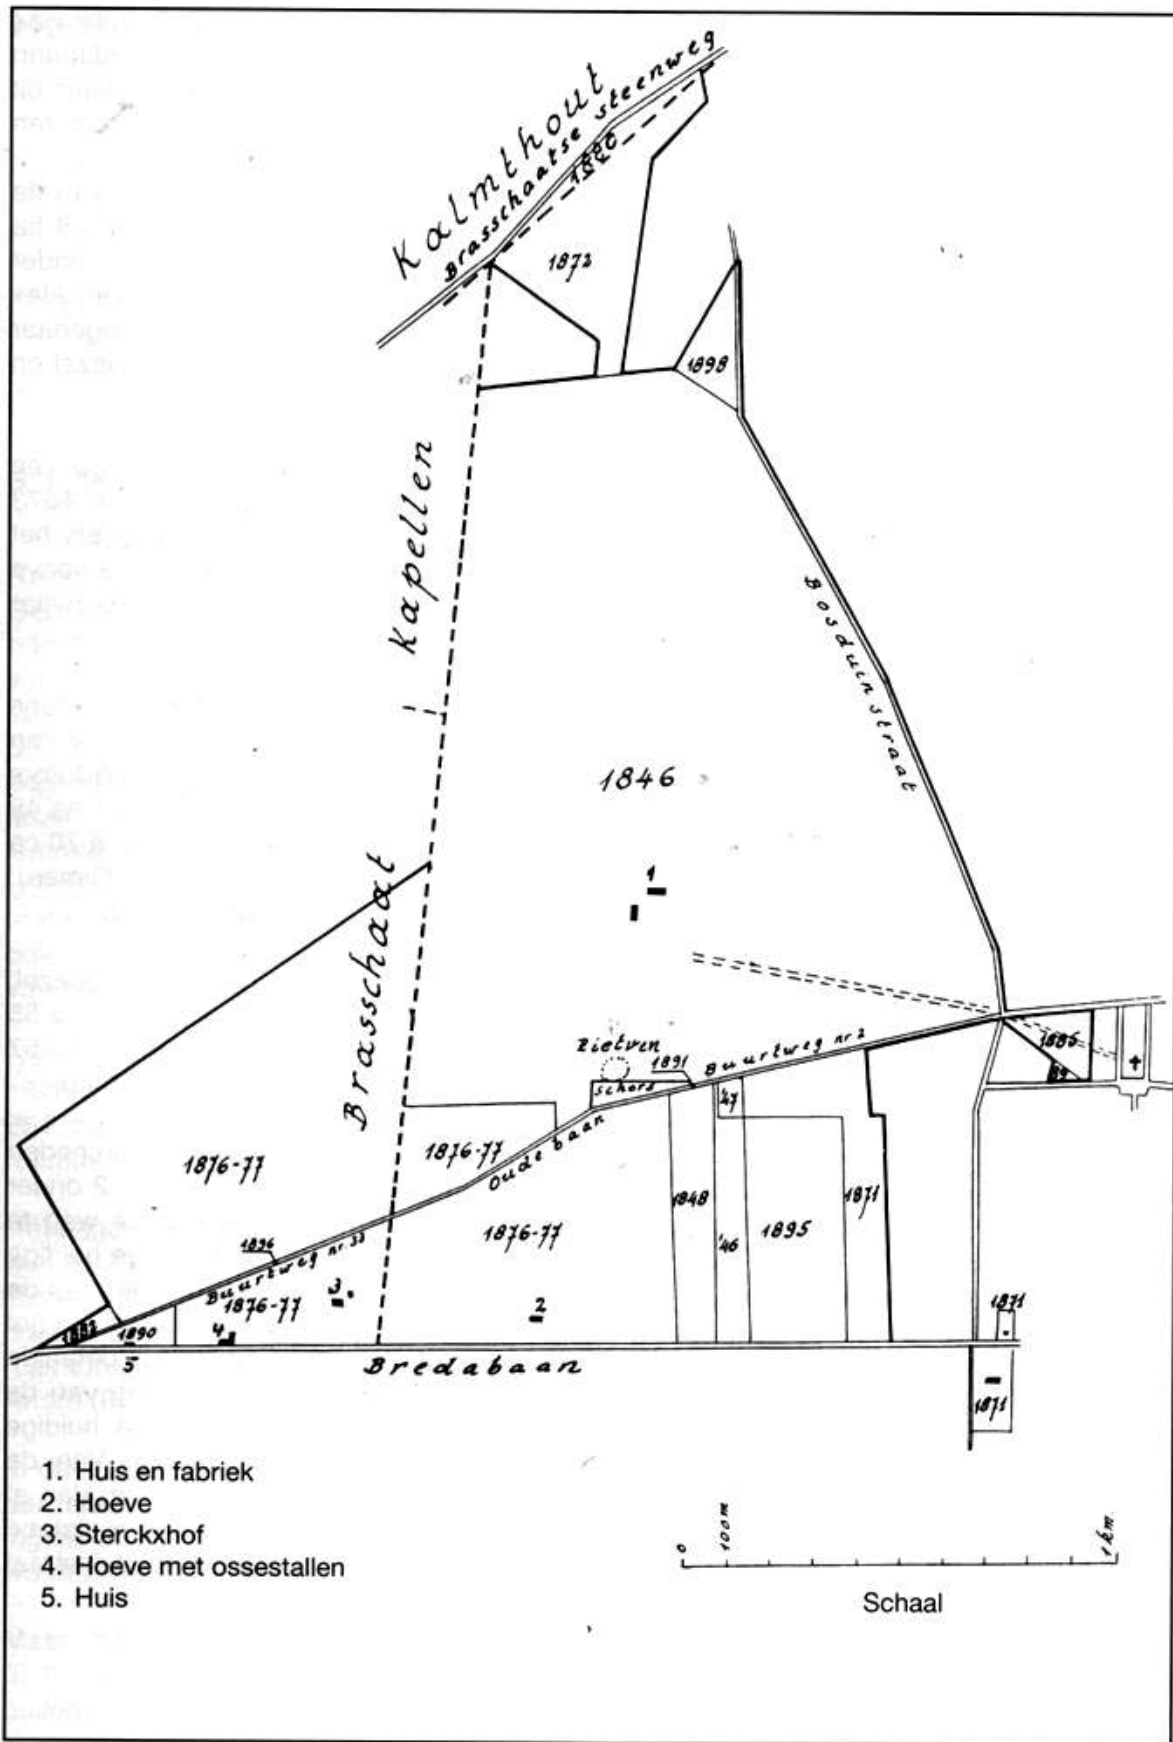 Kalmthout
Brasschaatse steenweg
1872
1898
Kapellen
Bosduinstraat
1846
1
Brasschaat
Rietven
1891
Schors
Buurtweg nr 2
1885
'47
Oude baan
1876-77
1876-77
1848
1871
'46
1895
1876-77
1896
Buurtweg nr. 33
1876-77
3
2
4
1890
5
1871
Bredabaan
1871
1. Huis en fabriek
2. Hoeve
3. Sterckxhof
4. Hoeve met ossestallen
5. Huis
0 100m 1 km.
Schaal